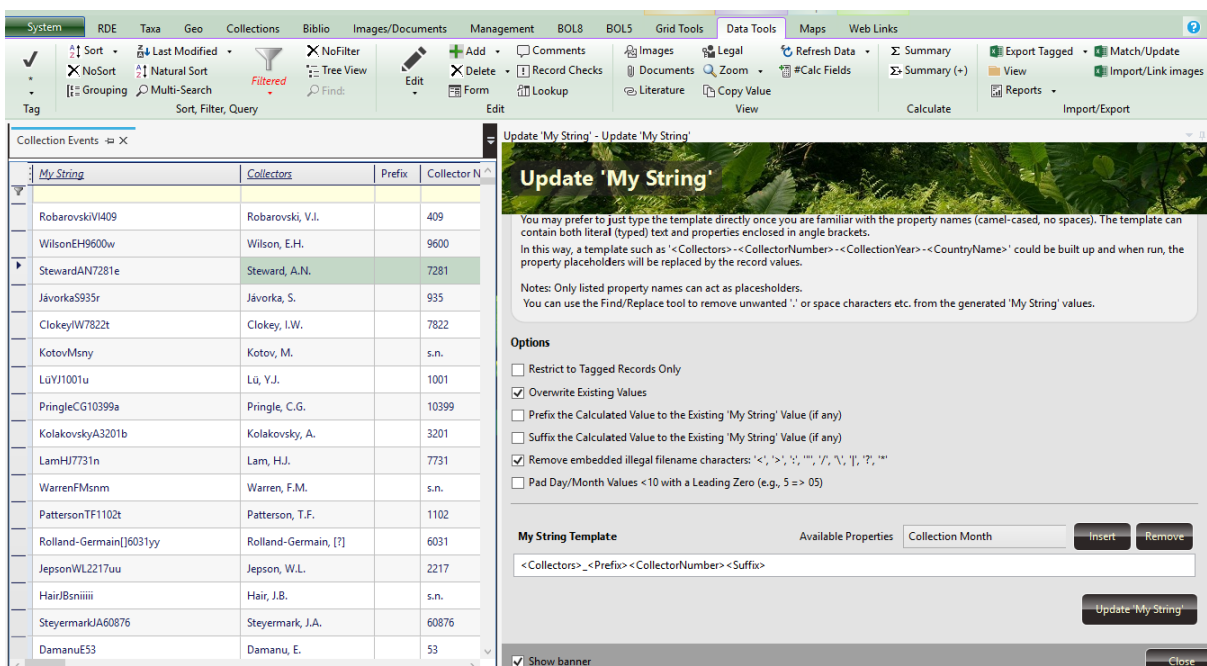 System RDE Taxa Geo Collections Biblio Images/Documents Management BOL8 BOL5 Grid Tools Data Tools Maps Web Links
Sort Last Modified NoFilter Add Comments Images Legal Refresh Data Σ Summary Export Tagged Match/Update
NoSort Natural Sort Filtered Tree View Edit Delete Record Checks Documents Zoom #Calc Fields Σ+ Summary (+) View Import/Link images
Grouping Multi-Search Find: Form Lookup Literature Copy Value Reports
Tag Sort, Filter, Query Edit View Calculate Import/Export
Collection Events
My String Collectors Prefix Collector N
RobarovskiVI409 Robarovski, V.I. 409
WilsonEH9600w Wilson, E.H. 9600
StewardAN7281e Steward, A.N. 7281
JávorkaS935r Jávorka, S. 935
ClokeyIW7822t Clokey, I.W. 7822
KotovMsny Kotov, M. s.n.
LüYJ1001u Lü, Y.J. 1001
PringleCG10399a Pringle, C.G. 10399
KolakovskyA3201b Kolakovsky, A. 3201
LamHJ7731n Lam, H.J. 7731
WarrenFMsnm Warren, F.M. s.n.
PattersonTF1102t Patterson, T.F. 1102
Rolland-Germain[]6031yy Rolland-Germain, [?] 6031
JepsonWL2217uu Jepson, W.L. 2217
HairJBsniiiii Hair, J.B. s.n.
SteyermarkJA60876 Steyermark, J.A. 60876
DamanuE53 Damanu, E. 53
Update 'My String' - Update 'My String'
Update 'My String'
You may prefer to just type the template directly once you are familiar with the property names (camel-cased, no spaces). The template can
contain both literal (typed) text and properties enclosed in angle brackets.
In this way, a template such as '<Collectors>-<CollectorNumber>-<CollectionYear>-<CountryName>' could be built up and when run, the
property placeholders will be replaced by the record values.
Notes: Only listed property names can act as placeholders.
You can use the Find/Replace tool to remove unwanted '.' or space characters etc. from the generated 'My String' values.
Options
Restrict to Tagged Records Only
Overwrite Existing Values
Prefix the Calculated Value to the Existing 'My String' Value (if any)
Suffix the Calculated Value to the Existing 'My String' Value (if any)
Remove embedded illegal filename characters: '<', '>', ':', '"', '/', '\', '|', '?', '*'
Pad Day/Month Values <10 with a Leading Zero (e.g., 5 => 05)
My String Template Available Properties Collection Month Insert Remove
<Collectors>_<Prefix><CollectorNumber><Suffix>
Update 'My String'
Show banner Close